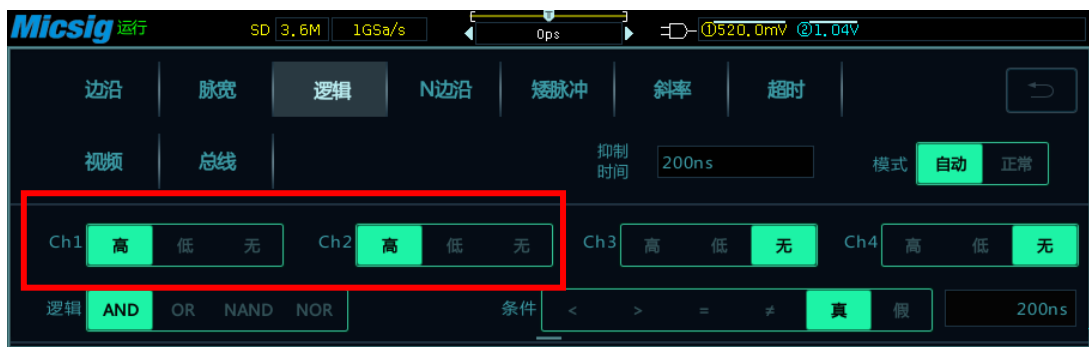 Micsig 运行 SD 3.6M 1GSa/s 0ps ①520.0mV ②1.04V
边沿 脉宽 逻辑 N边沿 矮脉冲 斜率 超时
视频 总线 抑制时间 200ns 模式 自动 正常
Ch1 高 低 无 Ch2 高 低 无 Ch3 高 低 无 Ch4 高 低 无
逻辑 AND OR NAND NOR 条件 < > = ≠ 真 假 200ns